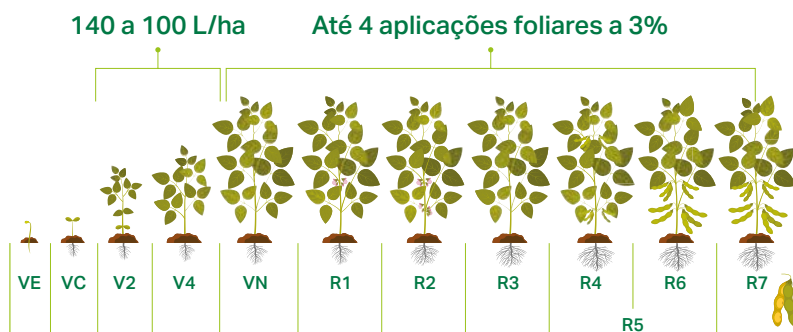 140 a 100 L/ha Até 4 aplicações foliares a 3%
VE VC V2 V4 VN R1 R2 R3 R4 R6 R7
R5